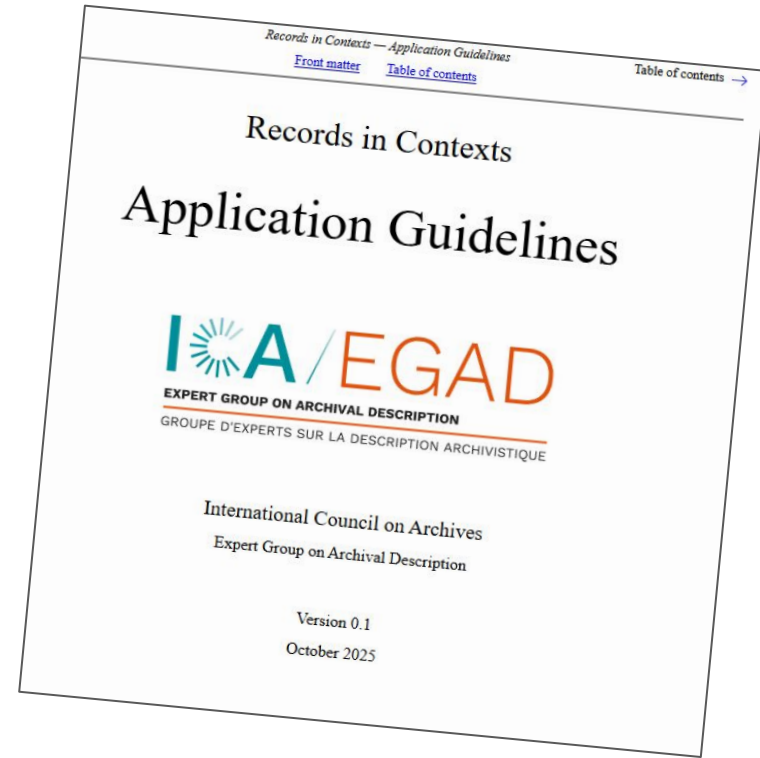 Records in Contexts — Application Guidelines
Front matter Table of contents
Table of contents →
Records in Contexts
Application Guidelines
ICA/EGAD
EXPERT GROUP ON ARCHIVAL DESCRIPTION
GROUPE D'EXPERTS SUR LA DESCRIPTION ARCHIVISTIQUE
International Council on Archives
Expert Group on Archival Description
Version 0.1
October 2025